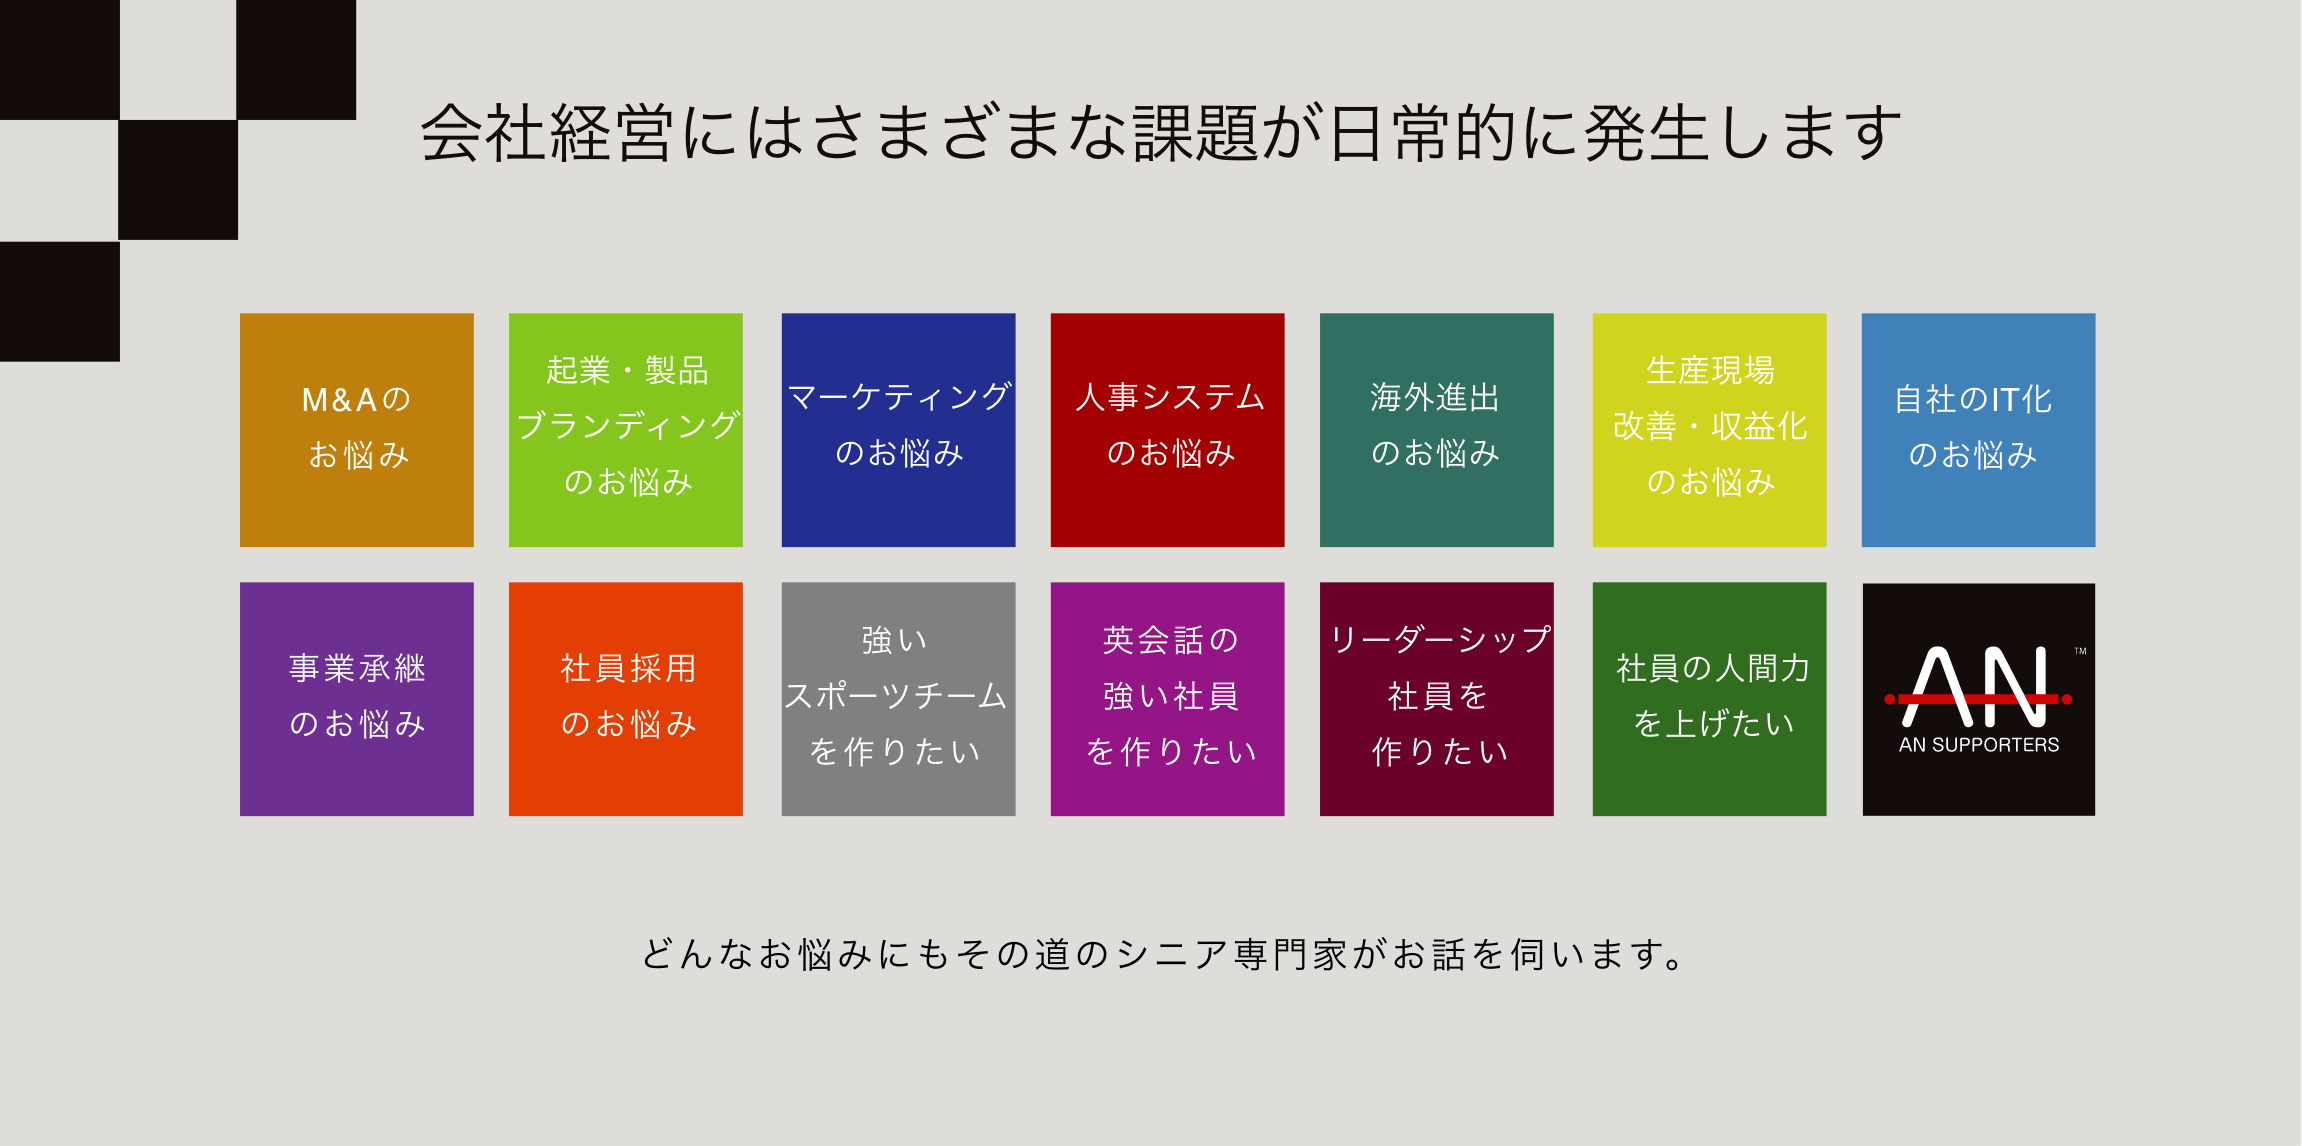 会社経営にはさまざまな課題が日常的に発生します
M&Aの
お悩み
起業・製品
ブランディング
のお悩み
マーケティング
のお悩み
人事システム
のお悩み
海外進出
のお悩み
生産現場
改善・収益化
のお悩み
自社のIT化
のお悩み
事業承継
のお悩み
社員採用
のお悩み
強い
スポーツチーム
を作りたい
英会話の
強い社員
を作りたい
リーダーシップ
社員を
作りたい
社員の人間力
を上げたい
AN ™
AN SUPPORTERS
どんなお悩みにもその道のシニア専門家がお話を伺います。